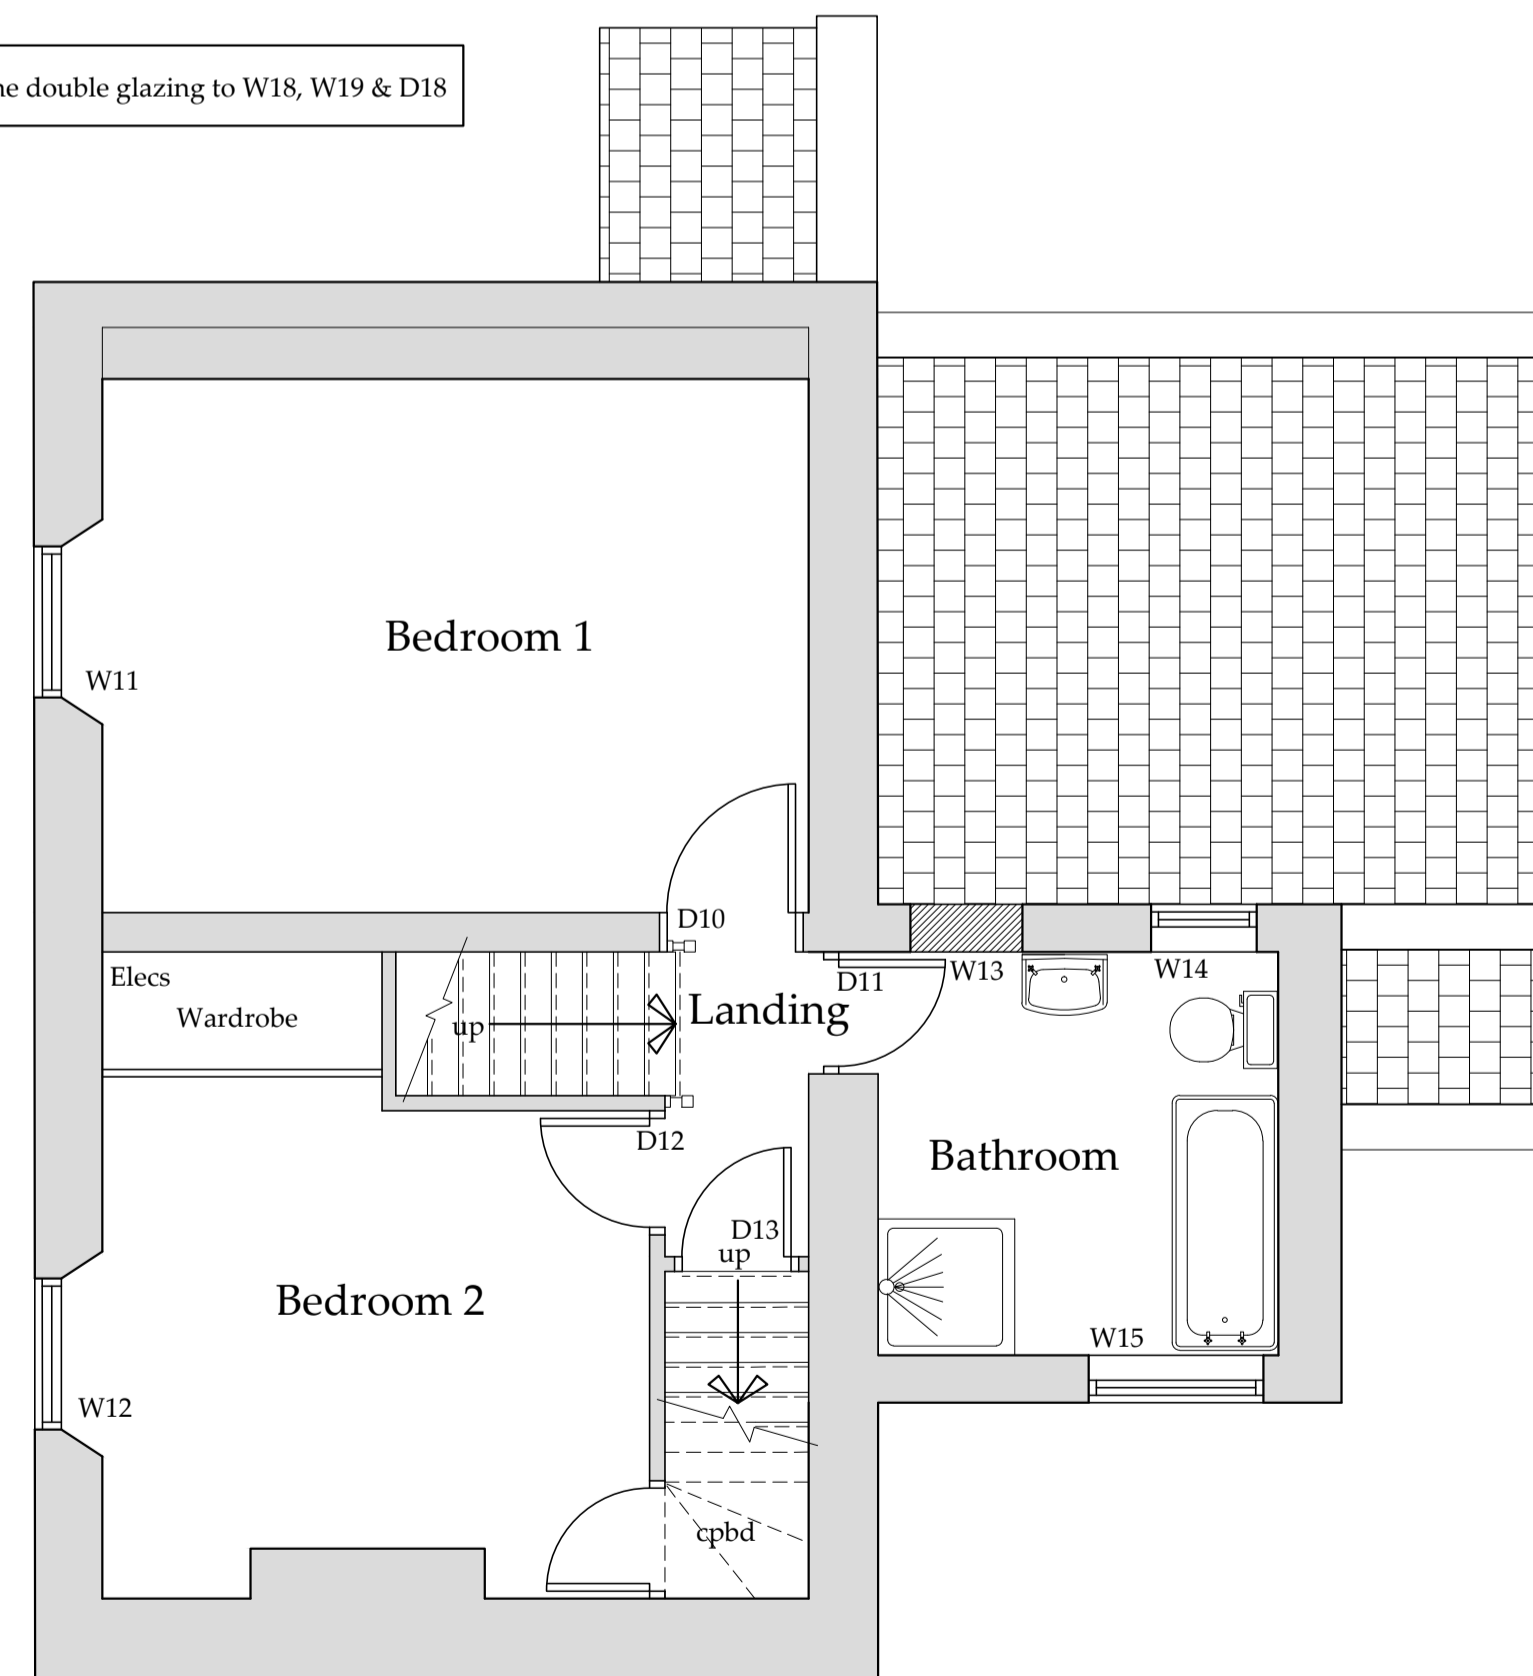 he double glazing to W18, W19 & D18
Bedroom 1
W11
D10
Elecs
Wardrobe
up
Landing
D11
W13
W14
D12
Bathroom
D13
up
Bedroom 2
W15
W12
cpbd